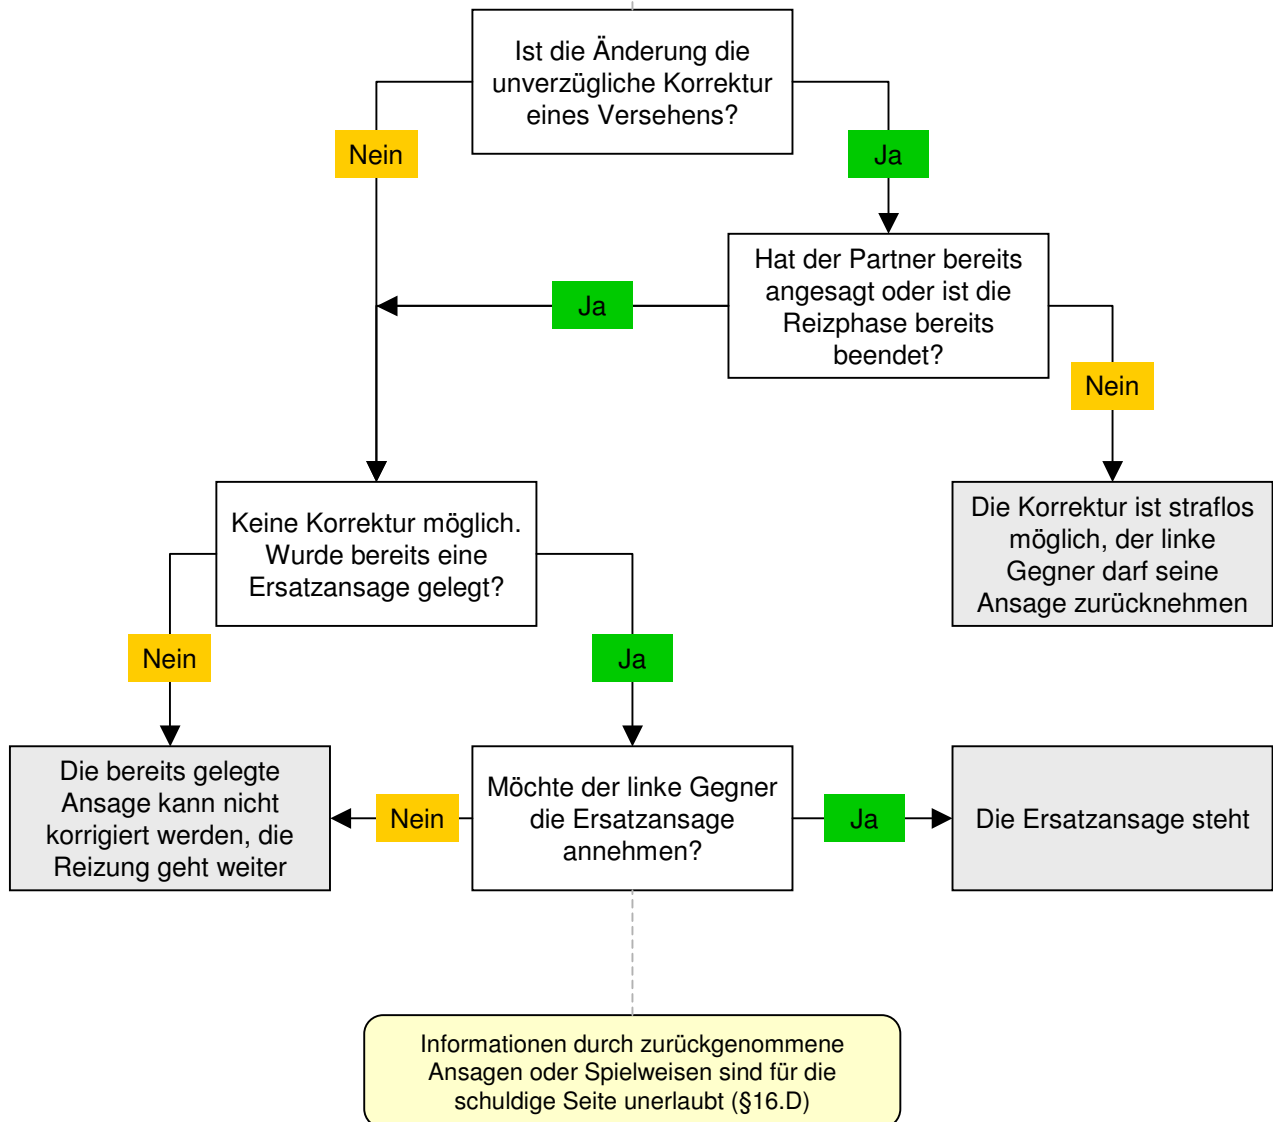 Ist die Änderung die
unverzügliche Korrektur
eines Versehens?
Nein
Ja
Hat der Partner bereits
angesagt oder ist die
Reizphase bereits
beendet?
Ja
Nein
Keine Korrektur möglich.
Wurde bereits eine
Ersatzansage gelegt?
Die Korrektur ist straflos
möglich, der linke
Gegner darf seine
Ansage zurücknehmen
Nein
Ja
Die bereits gelegte
Ansage kann nicht
korrigiert werden, die
Reizung geht weiter
Nein
Möchte der linke Gegner
die Ersatzansage
annehmen?
Ja
Die Ersatzansage steht
Informationen durch zurückgenommene
Ansagen oder Spielweisen sind für die
schuldige Seite unerlaubt (§16.D)